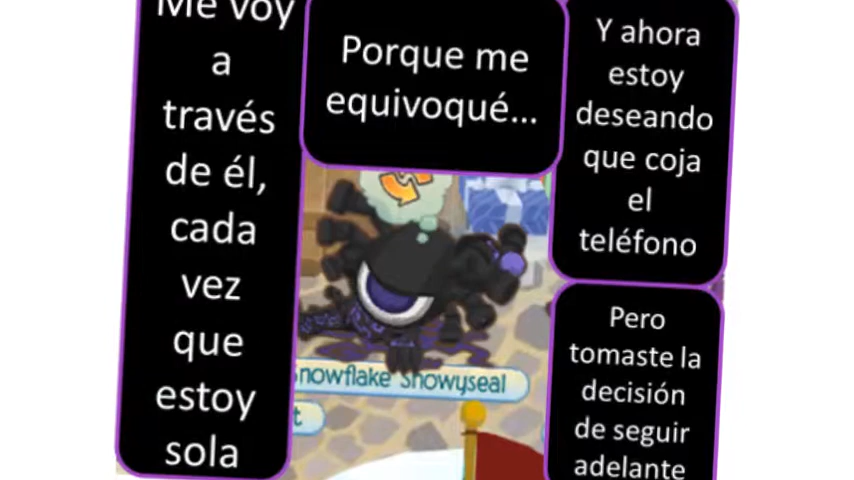 Me voy
a
través
de él,
cada
vez
que
estoy
sola
Porque me
equivoqué...
Y ahora
estoy
deseando
que coja
el
teléfono
Pero
tomaste la
decisión
de seguir
adelante
Snowflake Snowyseal
t